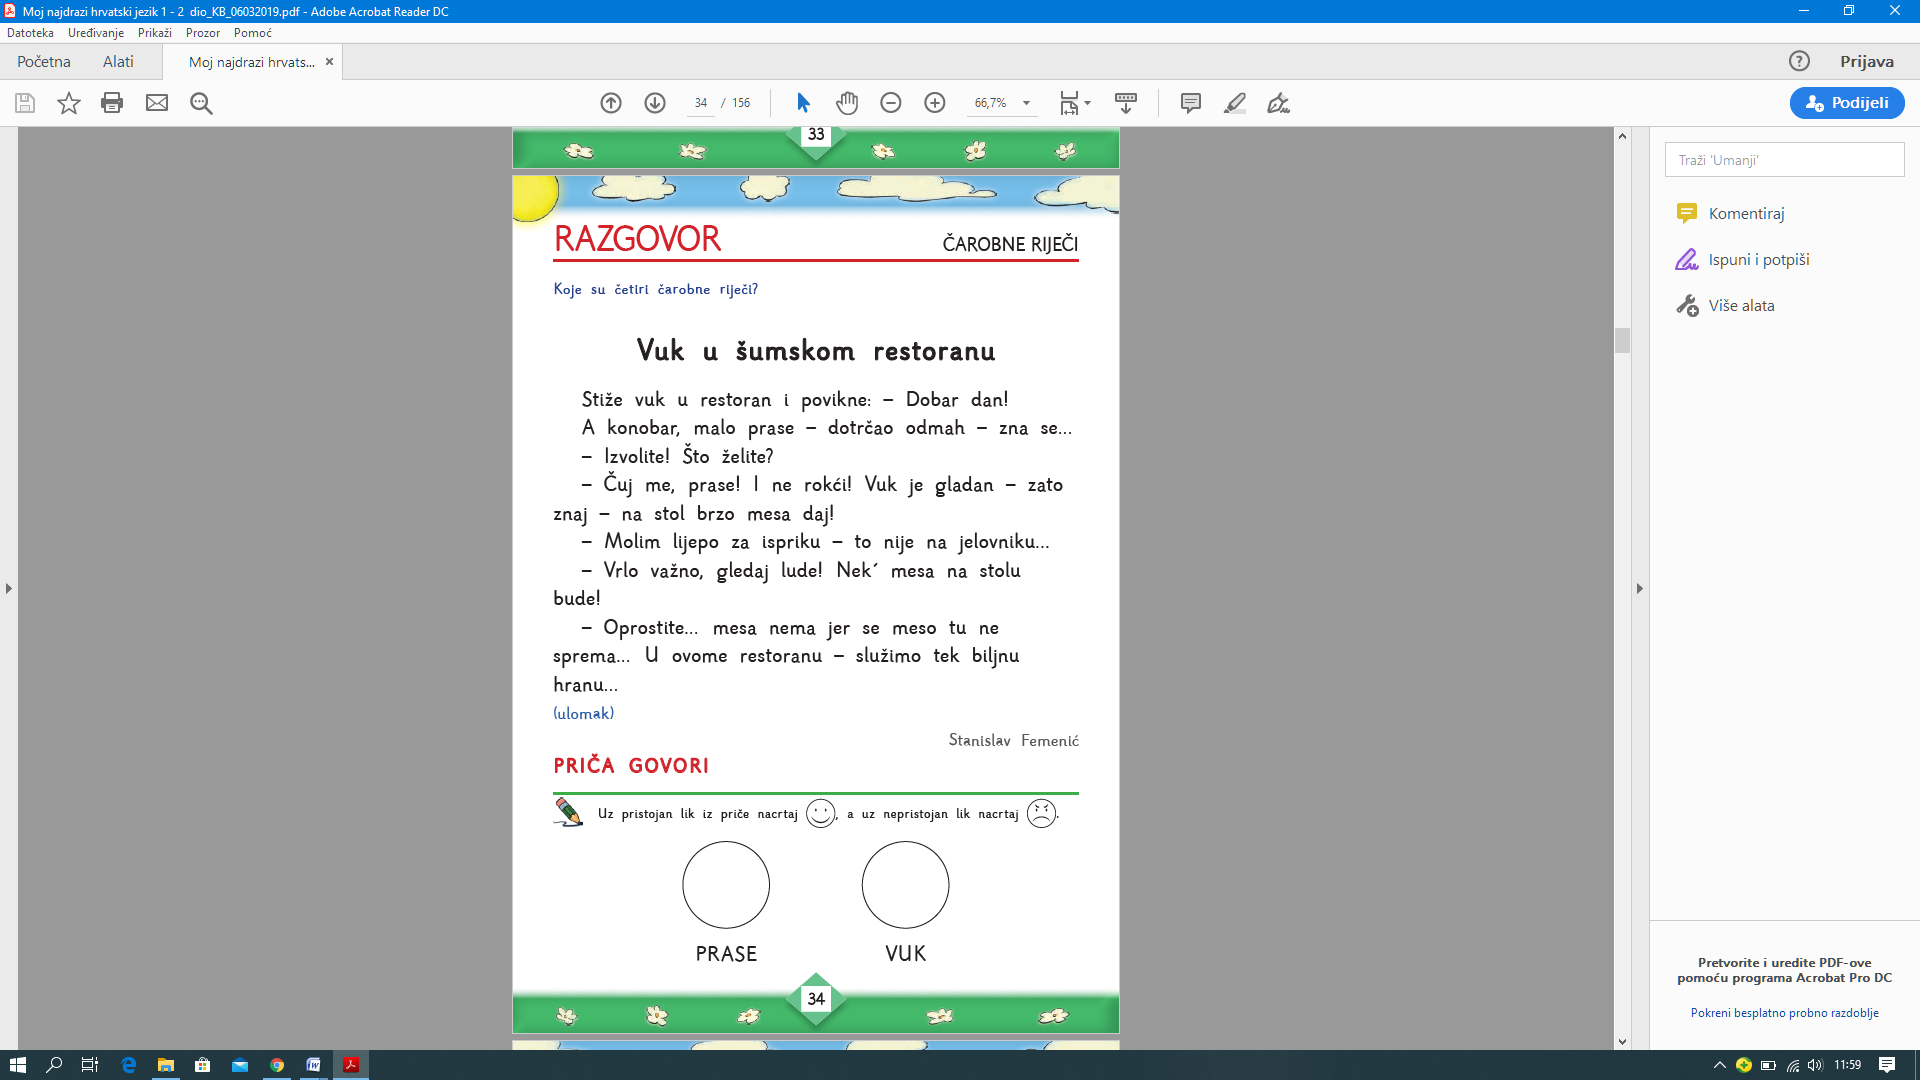 Moj najdrazi hrvatski jezik 1 - 2  dio_KB_06032019.pdf - Adobe Acrobat Reader DC
Datoteka Uređivanje Prikaži Prozor Pomoć
Početna Alati Moj najdrazi hrvats... × Prijava
34 / 156 66,7% Podijeli
33
RAZGOVOR ČAROBNE RIJEČI
Koje su četiri čarobne riječi?
Vuk u šumskom restoranu
Stiže vuk u restoran i povikne: – Dobar dan!
A konobar, malo prase – dotrčao odmah – zna se...
– Izvolite! Što želite?
– Čuj me, prase! I ne rokći! Vuk je gladan – zato
znaj – na stol brzo mesa daj!
– Molim lijepo za ispriku – to nije na jelovniku...
– Vrlo važno, gledaj lude! Nek´ mesa na stolu
bude!
– Oprostite... mesa nema jer se meso tu ne
sprema... U ovome restoranu – služimo tek biljnu
hranu...
(ulomak)
Stanislav Femenić
PRIČA GOVORI
Uz pristojan lik iz priče nacrtaj , a uz nepristojan lik nacrtaj .
PRASE VUK
34
Traži 'Umanji'
Komentiraj
Ispuni i potpiši
Više alata
Pretvorite i uredite PDF-ove
pomoću programa Acrobat Pro DC
Pokreni besplatno probno razdoblje
11:59